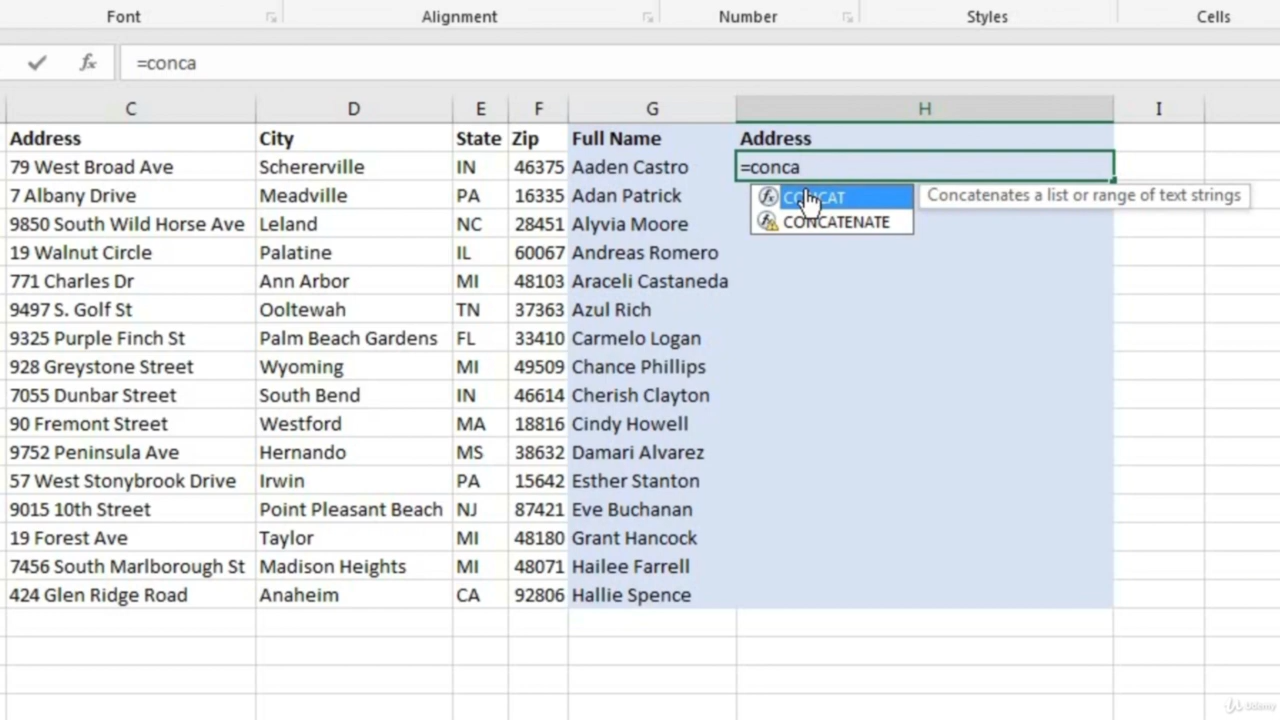 Font Alignment Number Styles Cells
=conca
C D E F G H I
Address City State Zip Full Name Address
79 West Broad Ave Schererville IN 46375 Aaden Castro =conca
7 Albany Drive Meadville PA 16335 Adan Patrick CONCAT Concatenates a list or range of text strings
9850 South Wild Horse Ave Leland NC 28451 Alyvia Moore CONCATENATE
19 Walnut Circle Palatine IL 60067 Andreas Romero
771 Charles Dr Ann Arbor MI 48103 Araceli Castaneda
9497 S. Golf St Ooltewah TN 37363 Azul Rich
9325 Purple Finch St Palm Beach Gardens FL 33410 Carmelo Logan
928 Greystone Street Wyoming MI 49509 Chance Phillips
7055 Dunbar Street South Bend IN 46614 Cherish Clayton
90 Fremont Street Westford MA 18816 Cindy Howell
9752 Peninsula Ave Hernando MS 38632 Damari Alvarez
57 West Stonybrook Drive Irwin PA 15642 Esther Stanton
9015 10th Street Point Pleasant Beach NJ 87421 Eve Buchanan
19 Forest Ave Taylor MI 48180 Grant Hancock
7456 South Marlborough St Madison Heights MI 48071 Hailee Farrell
424 Glen Ridge Road Anaheim CA 92806 Hallie Spence
Udemy